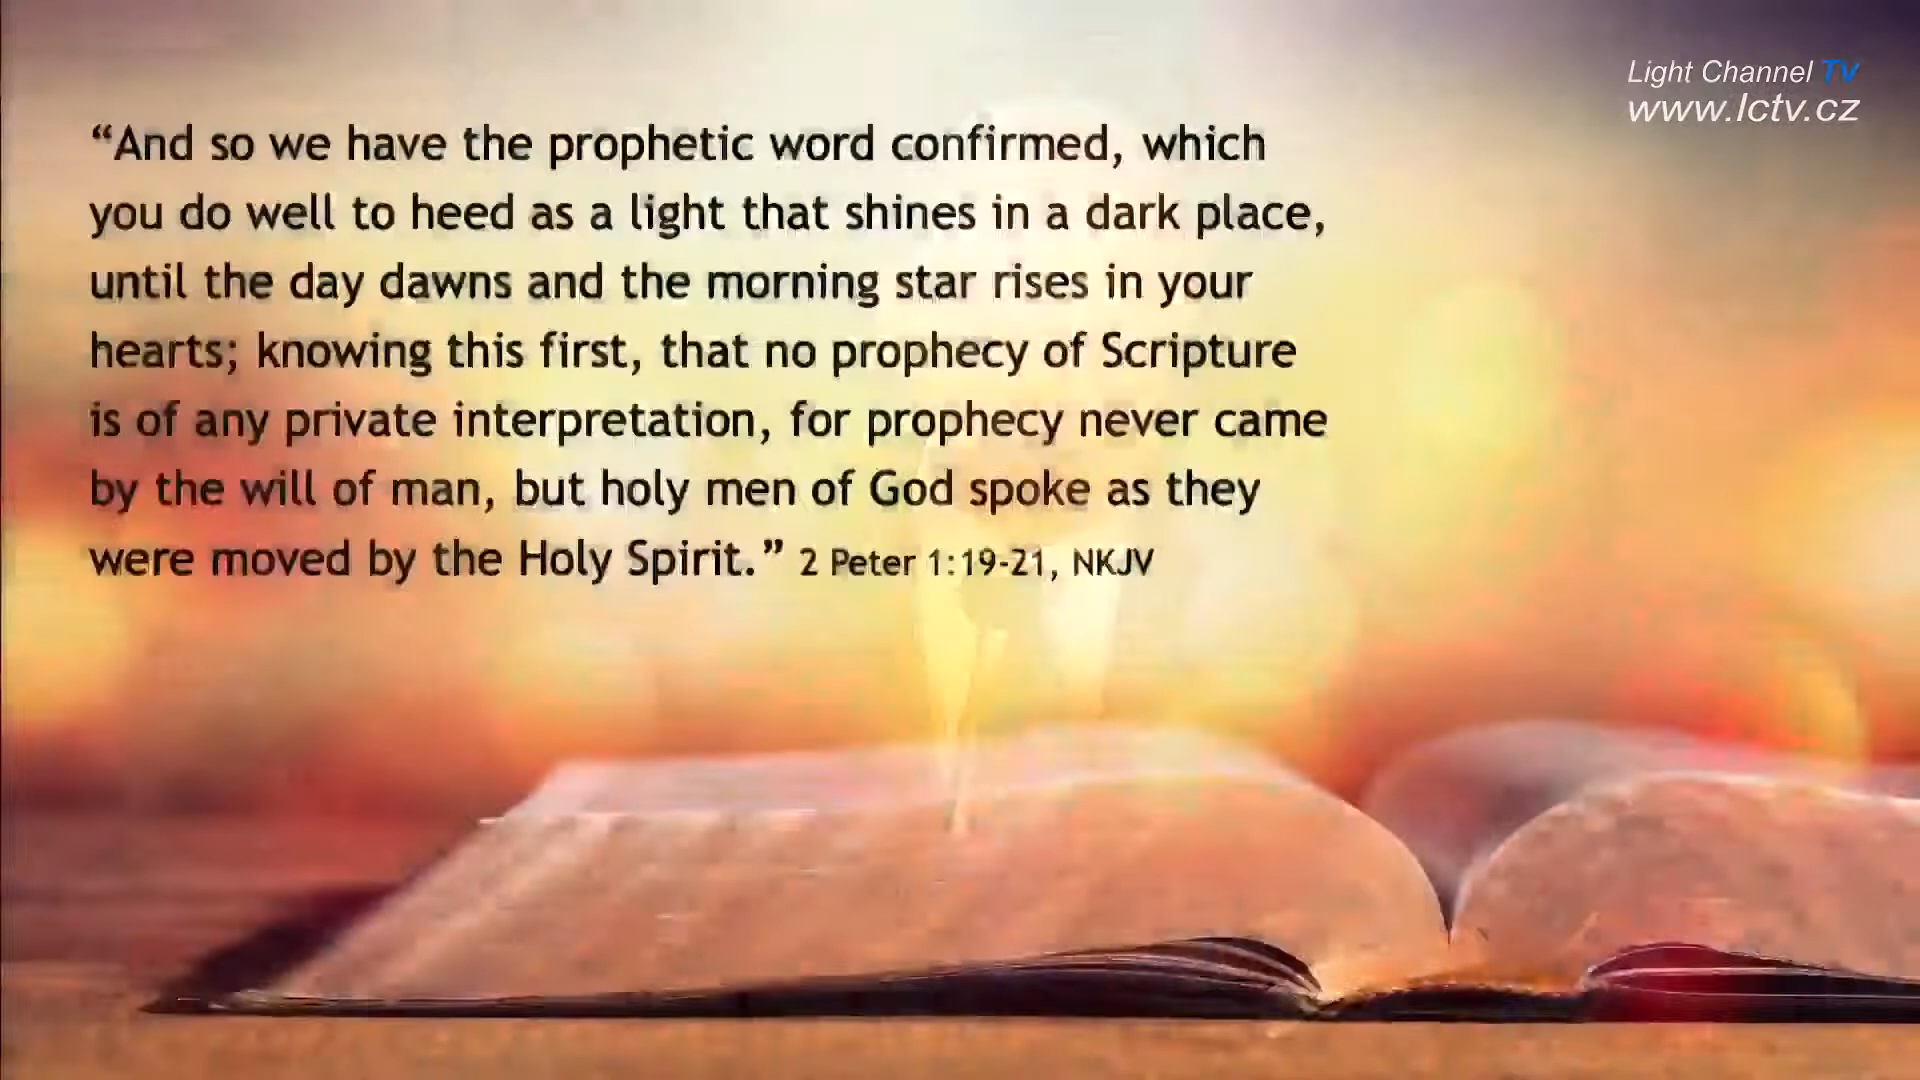 Light Channel TV
www.lctv.cz
“And so we have the prophetic word confirmed, which
you do well to heed as a light that shines in a dark place,
until the day dawns and the morning star rises in your
hearts; knowing this first, that no prophecy of Scripture
is of any private interpretation, for prophecy never came
by the will of man, but holy men of God spoke as they
were moved by the Holy Spirit.” 2 Peter 1:19-21, NKJV